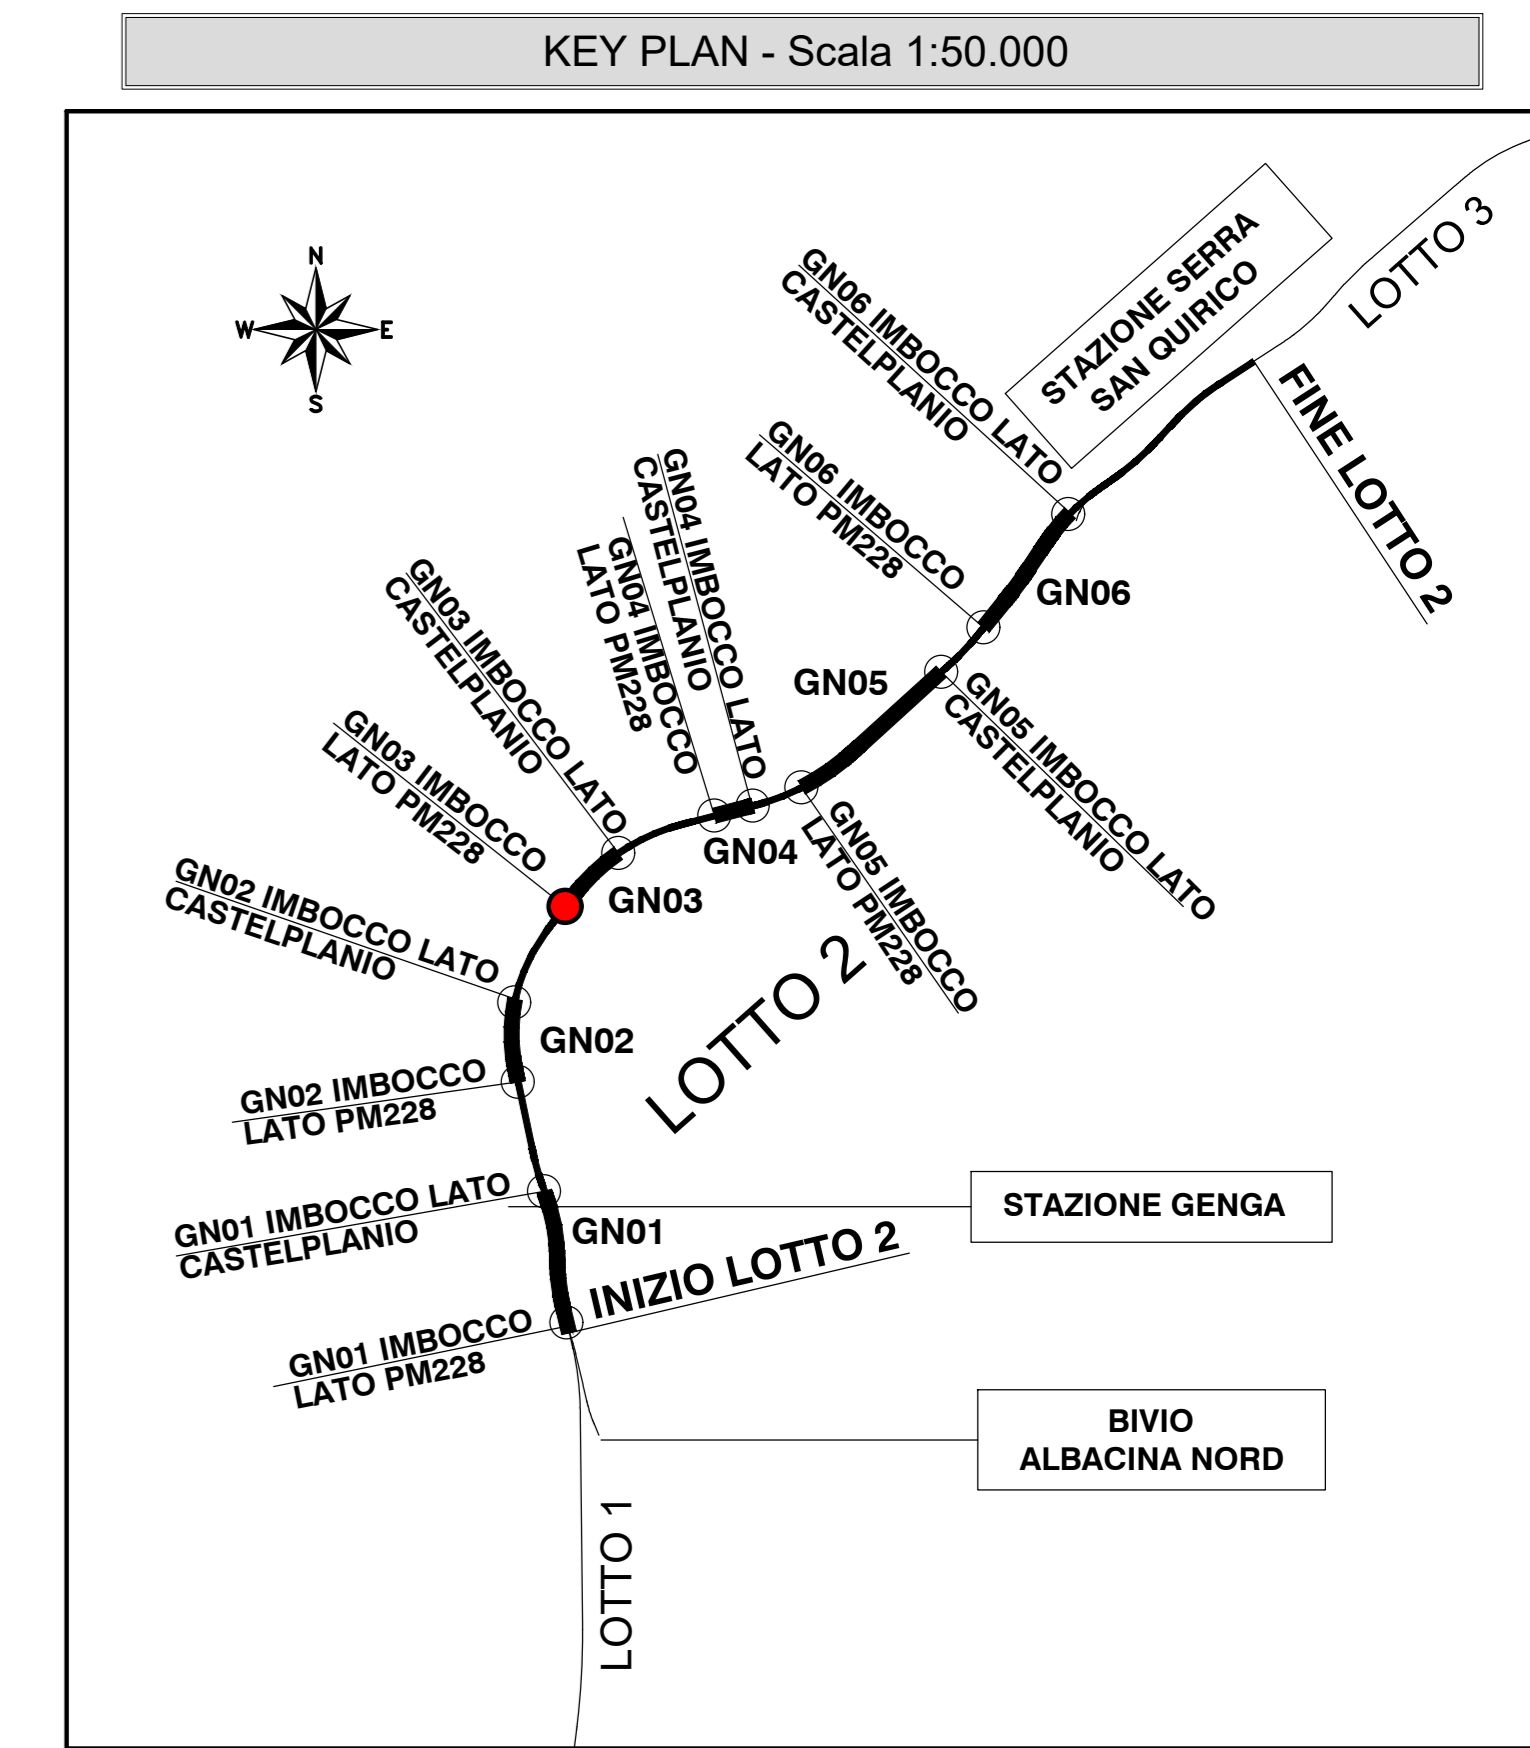 KEY PLAN - Scala 1:50.000
N
W
E
S
LOTTO 3
STAZIONE SERRA
SAN QUIRICO
GN06 IMBOCCO LATO
CASTELPLANIO
FINE LOTTO 2
GN06 IMBOCCO
LATO PM228
GN06
GN04 IMBOCCO LATO
CASTELPLANIO
GN04 IMBOCCO
LATO PM228
GN03 IMBOCCO LATO
CASTELPLANIO
GN05
GN05 IMBOCCO LATO
CASTELPLANIO
GN03 IMBOCCO
LATO PM228
GN04
GN05 IMBOCCO
LATO PM228
GN03
GN02 IMBOCCO LATO
CASTELPLANIO
LOTTO 2
GN02
GN02 IMBOCCO
LATO PM228
GN01 IMBOCCO LATO
CASTELPLANIO
STAZIONE GENGA
GN01
INIZIO LOTTO 2
GN01 IMBOCCO
LATO PM228
BIVIO
ALBACINA NORD
LOTTO 1